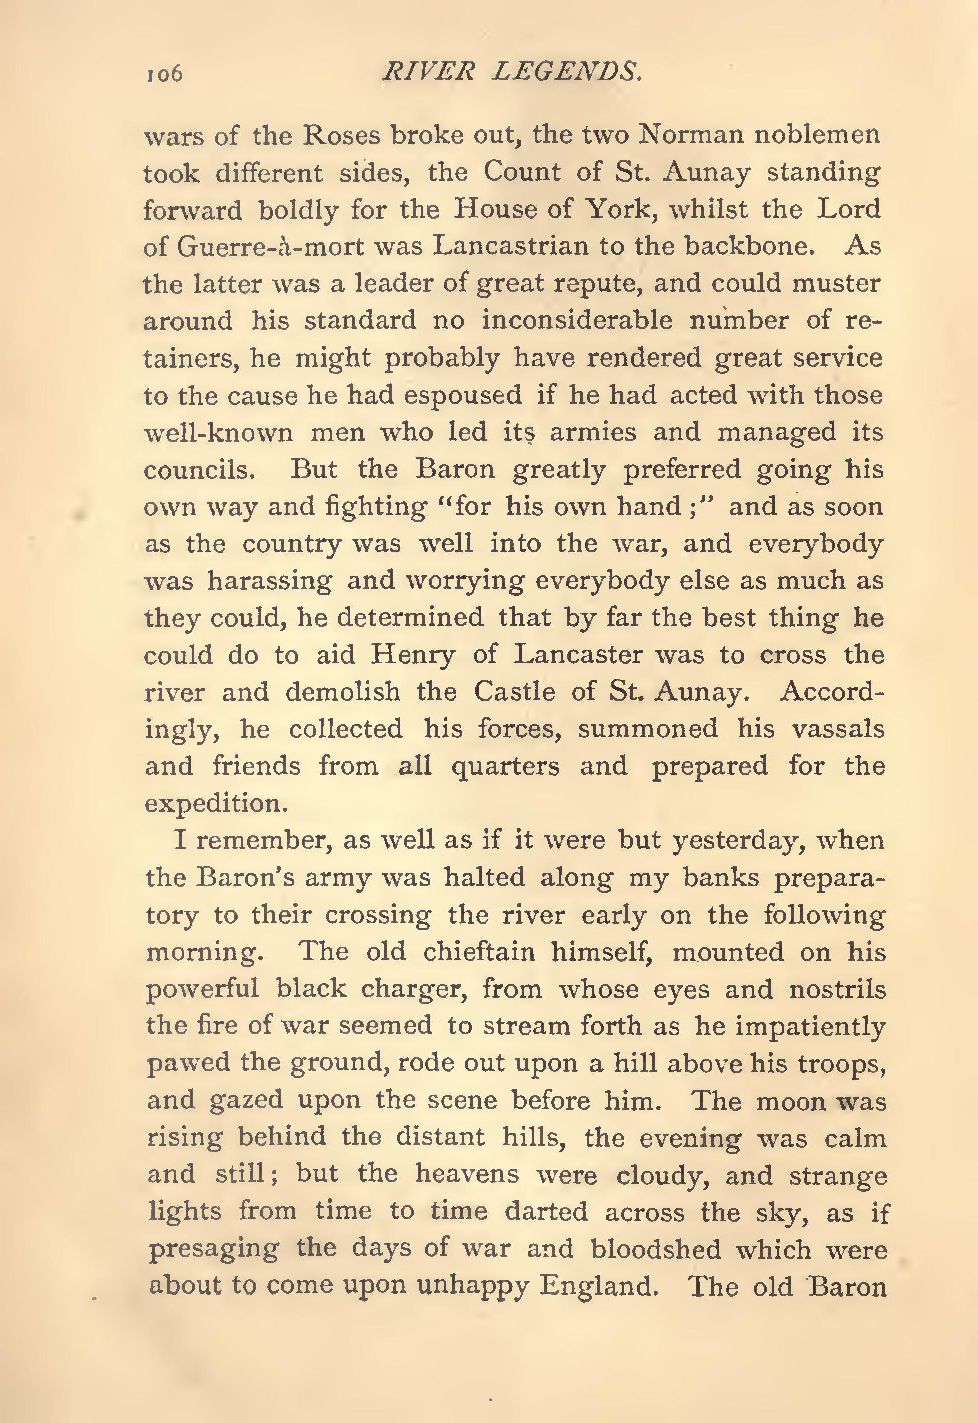 106 RIVER LEGENDS.
wars of the Roses broke out, the two Norman noblemen
took different sides, the Count of St. Aunay standing
forward boldly for the House of York, whilst the Lord
of Guerre-à-mort was Lancastrian to the backbone. As
the latter was a leader of great repute, and could muster
around his standard no inconsiderable number of re-
tainers, he might probably have rendered great service
to the cause he had espoused if he had acted with those
well-known men who led its armies and managed its
councils. But the Baron greatly preferred going his
own way and fighting "for his own hand;" and as soon
as the country was well into the war, and everybody
was harassing and worrying everybody else as much as
they could, he determined that by far the best thing he
could do to aid Henry of Lancaster was to cross the
river and demolish the Castle of St. Aunay. Accord-
ingly, he collected his forces, summoned his vassals
and friends from all quarters and prepared for the
expedition.
I remember, as well as if it were but yesterday, when
the Baron's army was halted along my banks prepara-
tory to their crossing the river early on the following
morning. The old chieftain himself, mounted on his
powerful black charger, from whose eyes and nostrils
the fire of war seemed to stream forth as he impatiently
pawed the ground, rode out upon a hill above his troops,
and gazed upon the scene before him. The moon was
rising behind the distant hills, the evening was calm
and still; but the heavens were cloudy, and strange
lights from time to time darted across the sky, as if
presaging the days of war and bloodshed which were
about to come upon unhappy England. The old Baron